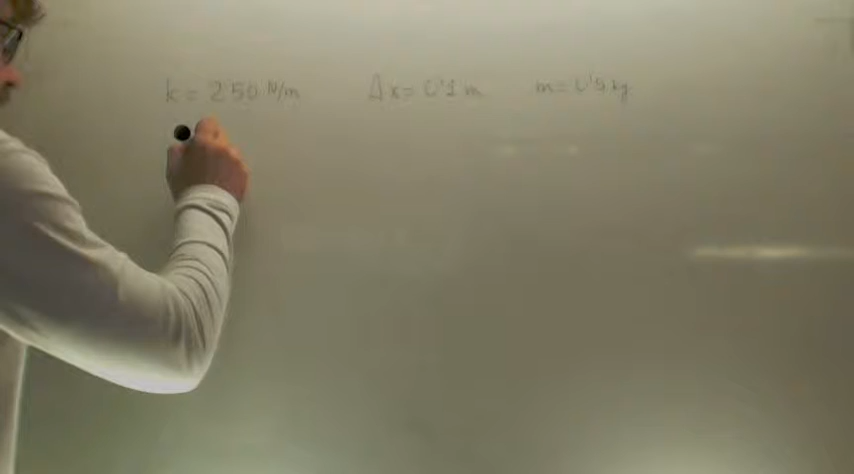 k = 250 N/m Δx = 0'1 m m = 0'5 kg